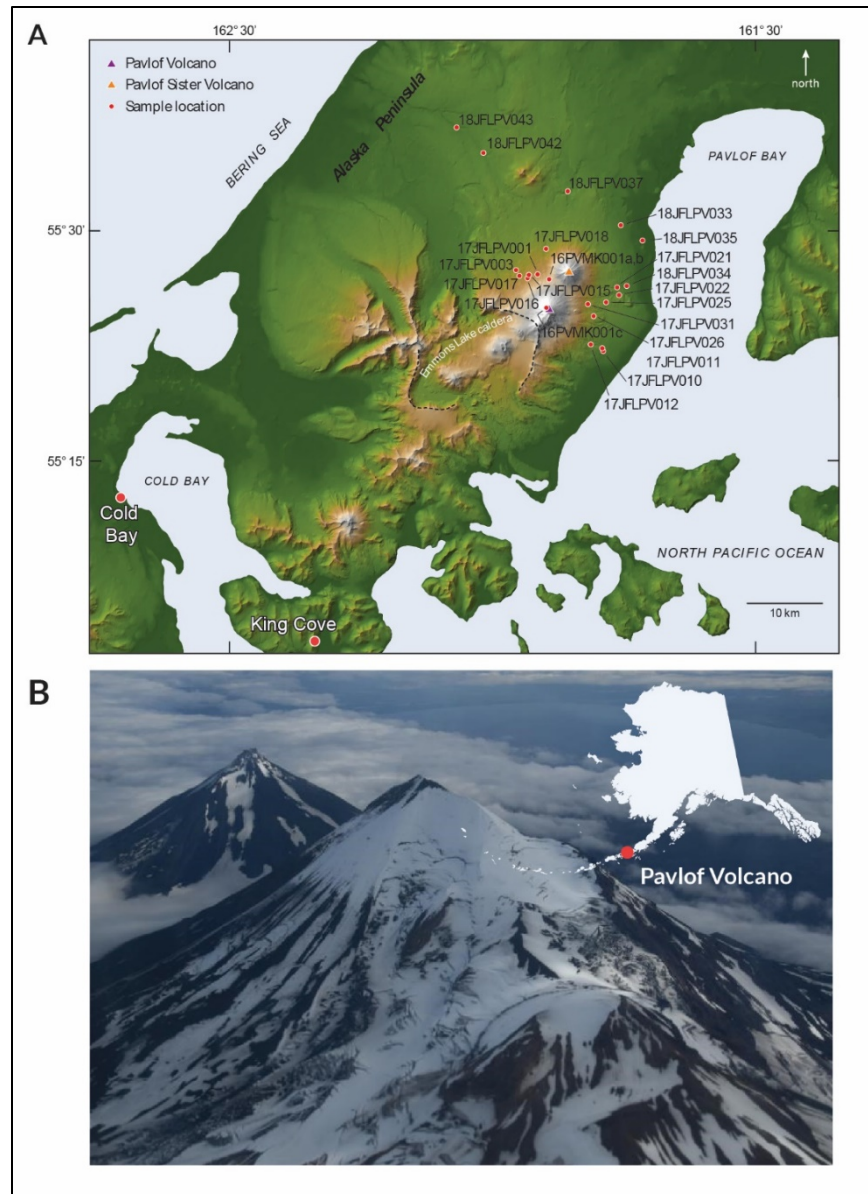 A
162° 30'
161° 30'
Pavlof Volcano
Pavlof Sister Volcano
Sample location
north
BERING SEA
Alaska Peninsula
PAVLOF BAY
18JFLPV043
18JFLPV042
18JFLPV037
55° 30'
18JFLPV033
17JFLPV018
18JFLPV035
17JFLPV001
16PVMK001a,b
17JFLPV021
17JFLPV003
18JFLPV034
17JFLPV017
17JFLPV015
17JFLPV022
17JFLPV016
17JFLPV025
Emmons Lake caldera
16PVMK001c
17JFLPV031
17JFLPV026
17JFLPV011
17JFLPV010
17JFLPV012
55° 15'
COLD BAY
Cold
Bay
NORTH PACIFIC OCEAN
King Cove
10 km
B
Pavlof Volcano